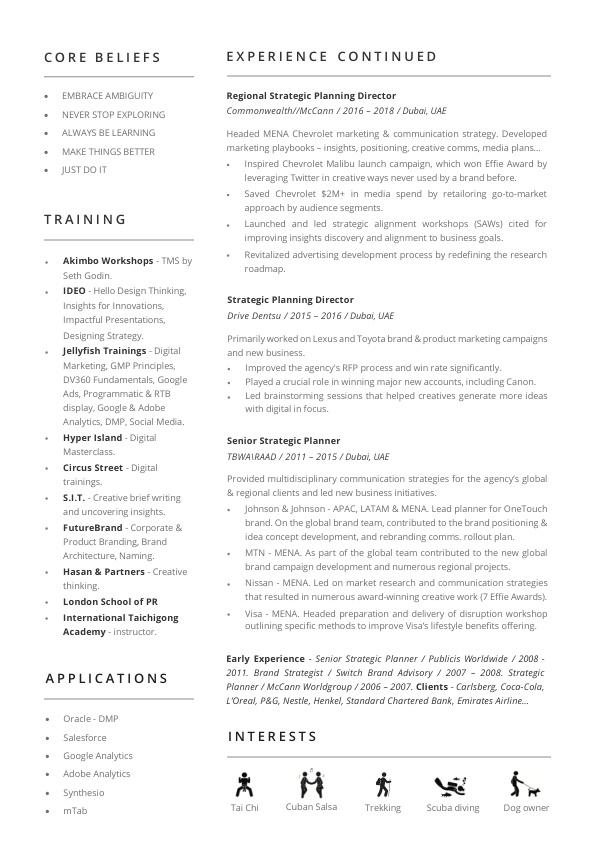 CORE BELIEFS
• EMBRACE AMBIGUITY
• NEVER STOP EXPLORING
• ALWAYS BE LEARNING
• MAKE THINGS BETTER
• JUST DO IT
TRAINING
• Akimbo Workshops - TMS by
Seth Godin.
• IDEO - Hello Design Thinking,
Insights for Innovations,
Impactful Presentations,
Designing Strategy.
• Jellyfish Trainings - Digital
Marketing, GMP Principles,
DV360 Fundamentals, Google
Ads, Programmatic & RTB
display, Google & Adobe
Analytics, DMP, Social Media.
• Hyper Island - Digital
Masterclass.
• Circus Street - Digital
trainings.
• S.I.T. - Creative brief writing
and uncovering insights.
• FutureBrand - Corporate &
Product Branding, Brand
Architecture, Naming.
• Hasan & Partners - Creative
thinking.
• London School of PR
• International Taichigong
Academy - instructor.
APPLICATIONS
• Oracle - DMP
• Salesforce
• Google Analytics
• Adobe Analytics
• Synthesio
• mTab
EXPERIENCE CONTINUED
Regional Strategic Planning Director
Commonwealth//McCann / 2016 – 2018 / Dubai, UAE
Headed MENA Chevrolet marketing & communication strategy. Developed
marketing playbooks – insights, positioning, creative comms, media plans...
• Inspired Chevrolet Malibu launch campaign, which won Effie Award by
leveraging Twitter in creative ways never used by a brand before.
• Saved Chevrolet $2M+ in media spend by retailoring go-to-market
approach by audience segments.
• Launched and led strategic alignment workshops (SAWs) cited for
improving insights discovery and alignment to business goals.
• Revitalized advertising development process by redefining the research
roadmap.
Strategic Planning Director
Drive Dentsu / 2015 – 2016 / Dubai, UAE
Primarily worked on Lexus and Toyota brand & product marketing campaigns
and new business.
• Improved the agency's RFP process and win rate significantly.
• Played a crucial role in winning major new accounts, including Canon.
• Led brainstorming sessions that helped creatives generate more ideas
with digital in focus.
Senior Strategic Planner
TBWA\RAAD / 2011 – 2015 / Dubai, UAE
Provided multidisciplinary communication strategies for the agency's global
& regional clients and led new business initiatives.
• Johnson & Johnson - APAC, LATAM & MENA. Lead planner for OneTouch
brand. On the global brand team, contributed to the brand positioning &
idea concept development, and rebranding comms. rollout plan.
• MTN - MENA. As part of the global team contributed to the new global
brand campaign development and numerous regional projects.
• Nissan - MENA. Led on market research and communication strategies
that resulted in numerous award-winning creative work (7 Effie Awards).
• Visa - MENA. Headed preparation and delivery of disruption workshop
outlining specific methods to improve Visa's lifestyle benefits offering.
Early Experience - Senior Strategic Planner / Publicis Worldwide / 2008 -
2011. Brand Strategist / Switch Brand Advisory / 2007 – 2008. Strategic
Planner / McCann Worldgroup / 2006 – 2007. Clients - Carlsberg, Coca-Cola,
L'Oreal, P&G, Nestle, Henkel, Standard Chartered Bank, Emirates Airline...
INTERESTS
Tai Chi
Cuban Salsa
Trekking
Scuba diving
Dog owner